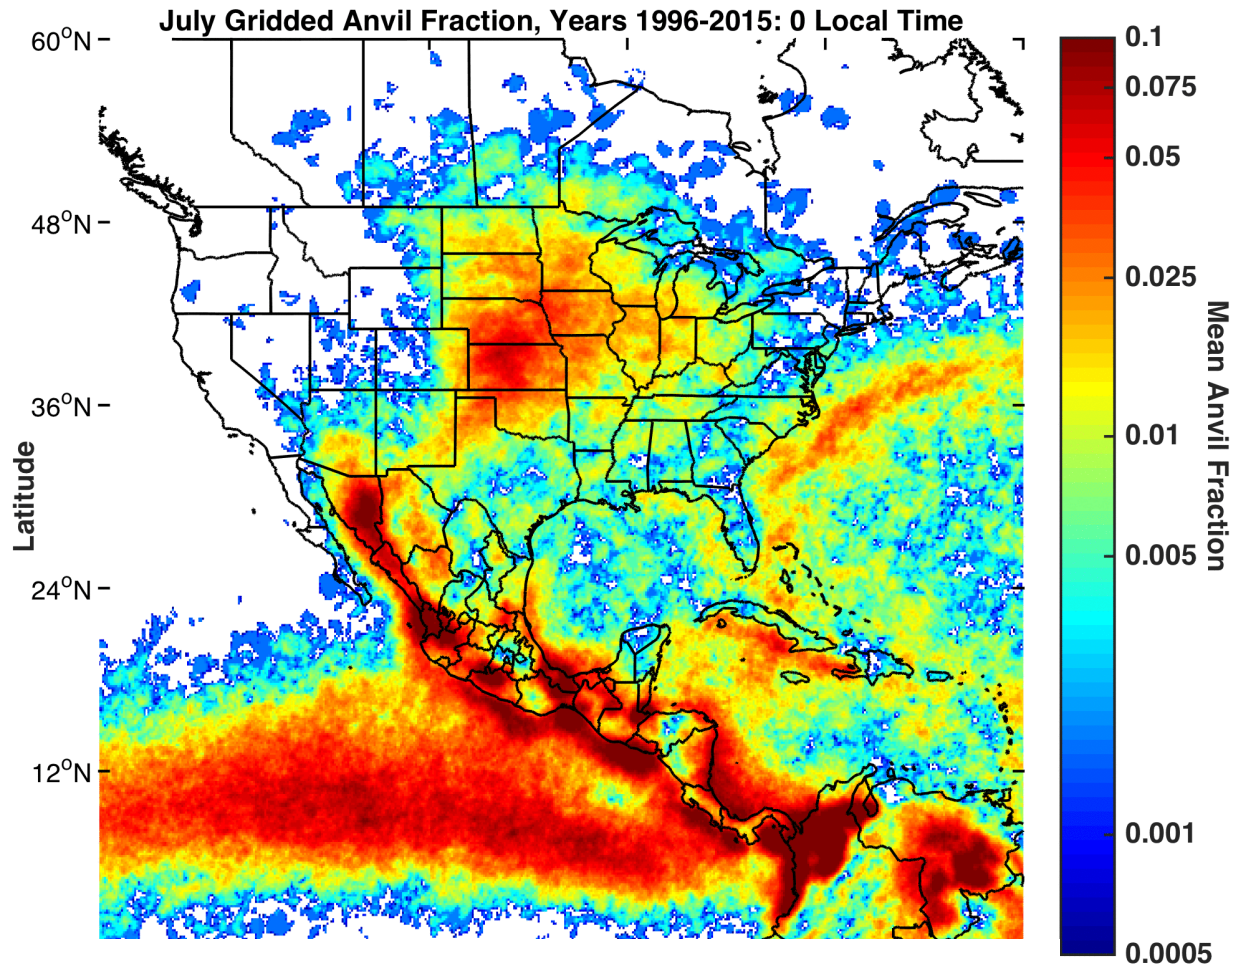 July Gridded Anvil Fraction, Years 1996-2015: 0 Local Time
60°N
48°N
36°N
24°N
12°N
Latitude
0.1
0.075
0.05
0.025
0.01
0.005
0.001
0.0005
Mean Anvil Fraction